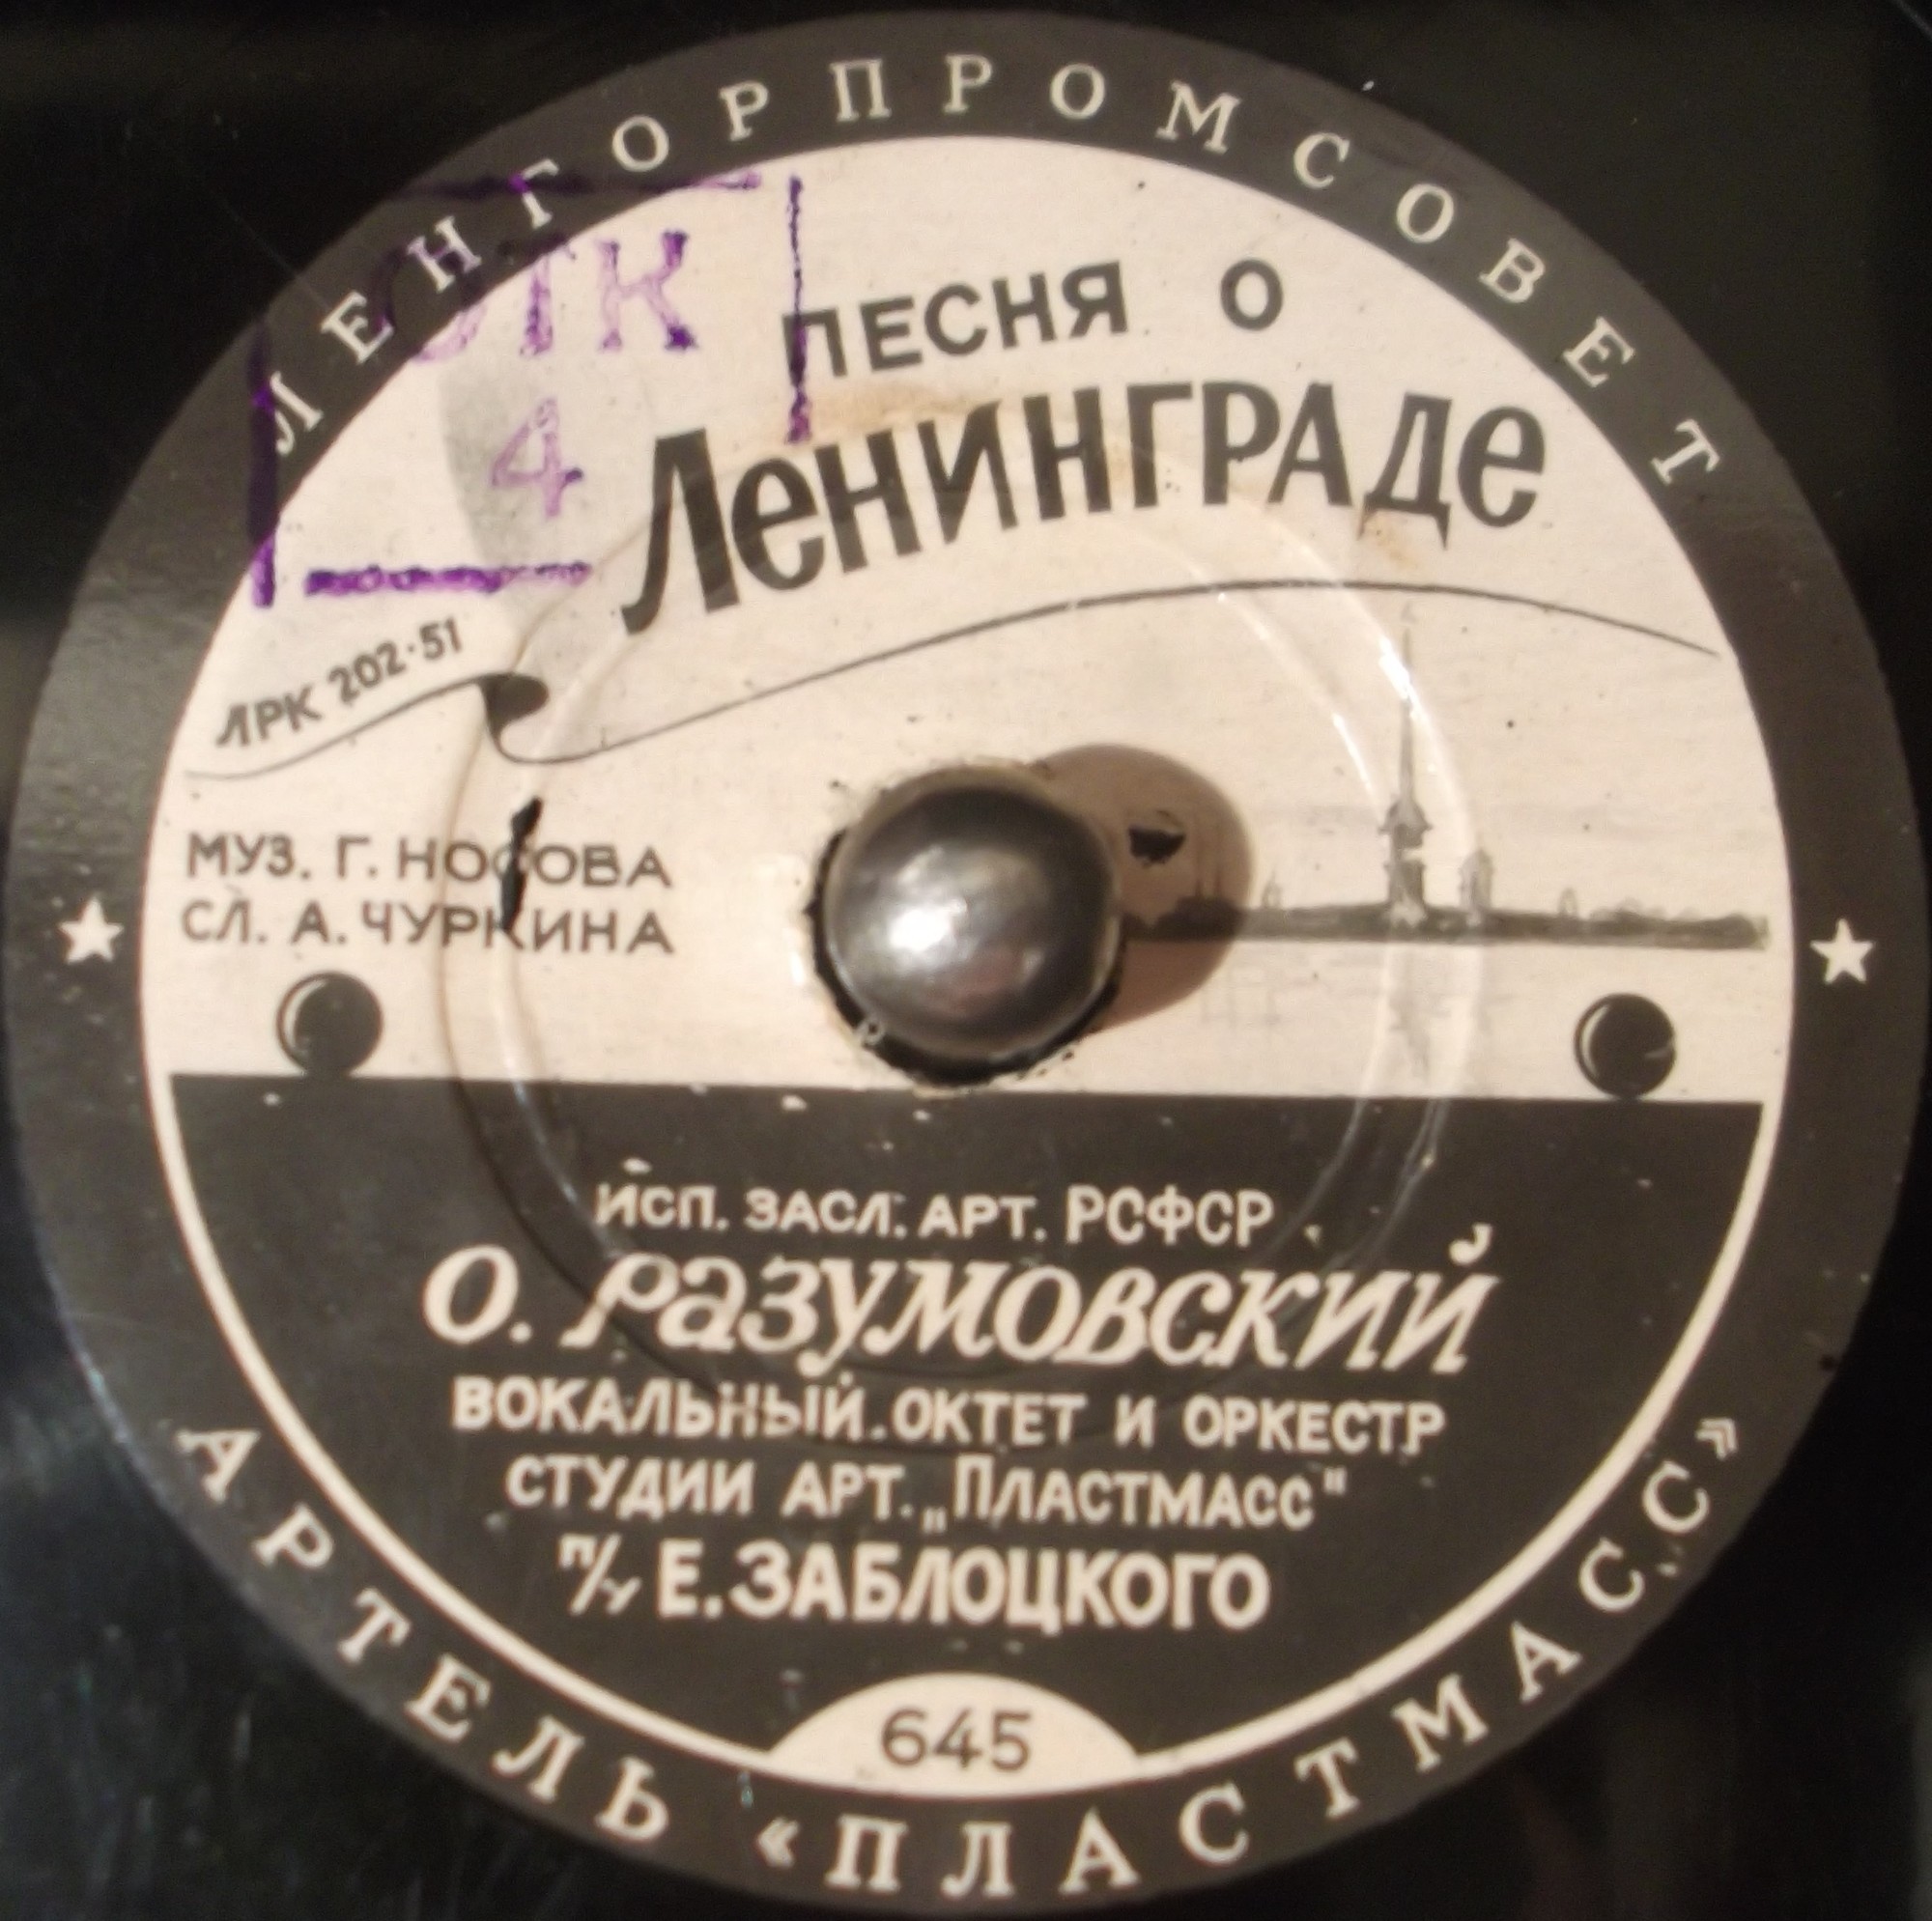 ЛЕНГОРПРОМСОВЕТ
ОТК
4
ПЕСНЯ О
ЛЕНИНГРАДЕ
ЛРК 202·51
МУЗ. Г. НОСОВА
СЛ. А. ЧУРКИНА
ИСП. ЗАСЛ. АРТ. РСФСР
О. РАЗУМОВСКИЙ
ВОКАЛЬНЫЙ ОКТЕТ И ОРКЕСТР
СТУДИИ АРТ. „ПЛАСТМАСС"
П/У Е. ЗАБЛОЦКОГО
645
АРТЕЛЬ «ПЛАСТМАСС»